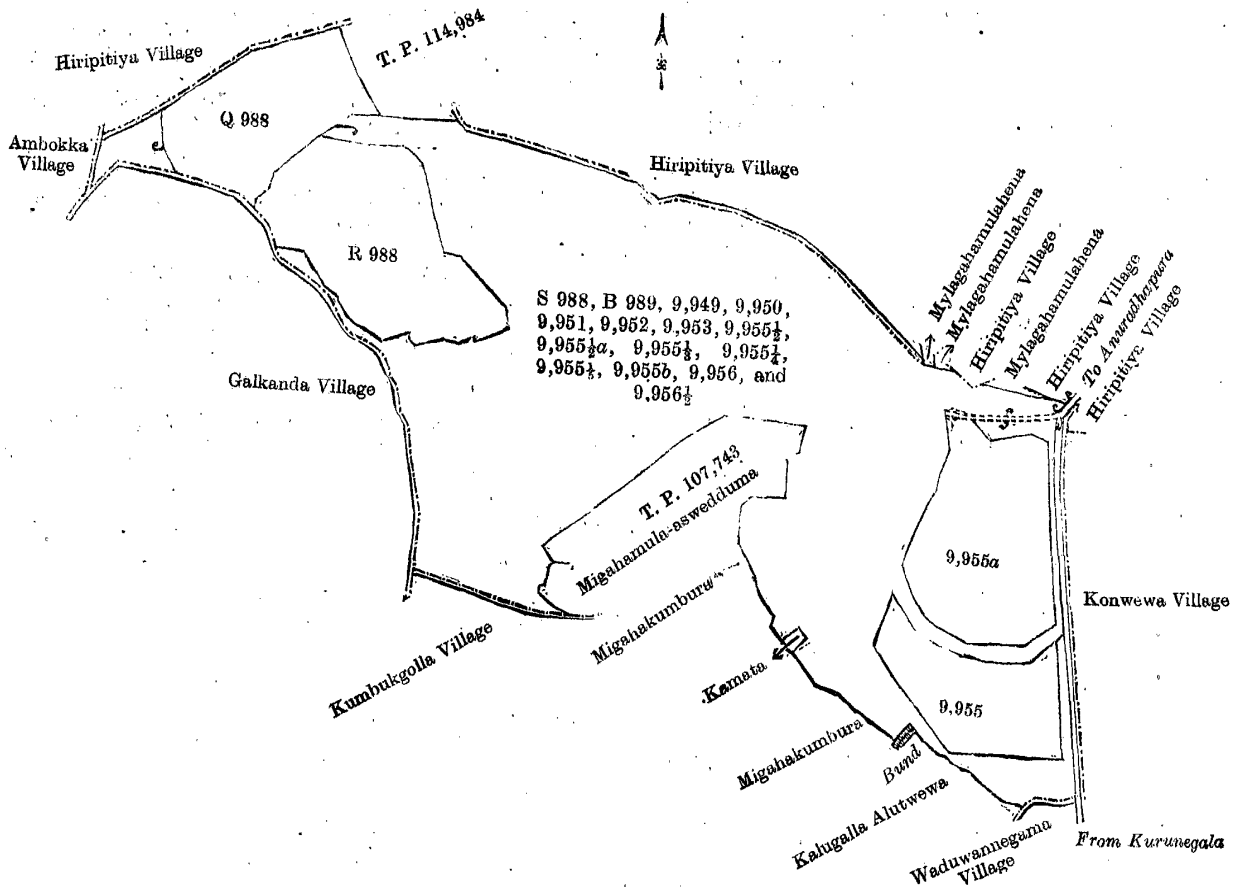 Hiripitiya Village
T. P. 114,984
Q 988
Ambokka
Village
e
Hiripitiya Village
R 988
Mylagahamulahena
Mylagahamulahena
Hiripitiya Village
Mylagahamulahena
Hiripitiya Village
To Anuradhapura
Hiripitiya Village
S 988, B 989, 9,949, 9,950,
9,951, 9,952, 9,953, 9,955½,
9,955½a, 9,955⅓, 9,955¼,
9,955⅕, 9,955b, 9,956, and
9,956½
Galkanda Village
T. P. 107,743
Migahamula-aswedduma
9,955a
Konwewa Village
Migahakumbura
Kumbukgolla Village
Kamata
9,955
Migahakumbura
Bund
Kalugalla Alutwewa
Waduwannegama
Village
From Kurunegala